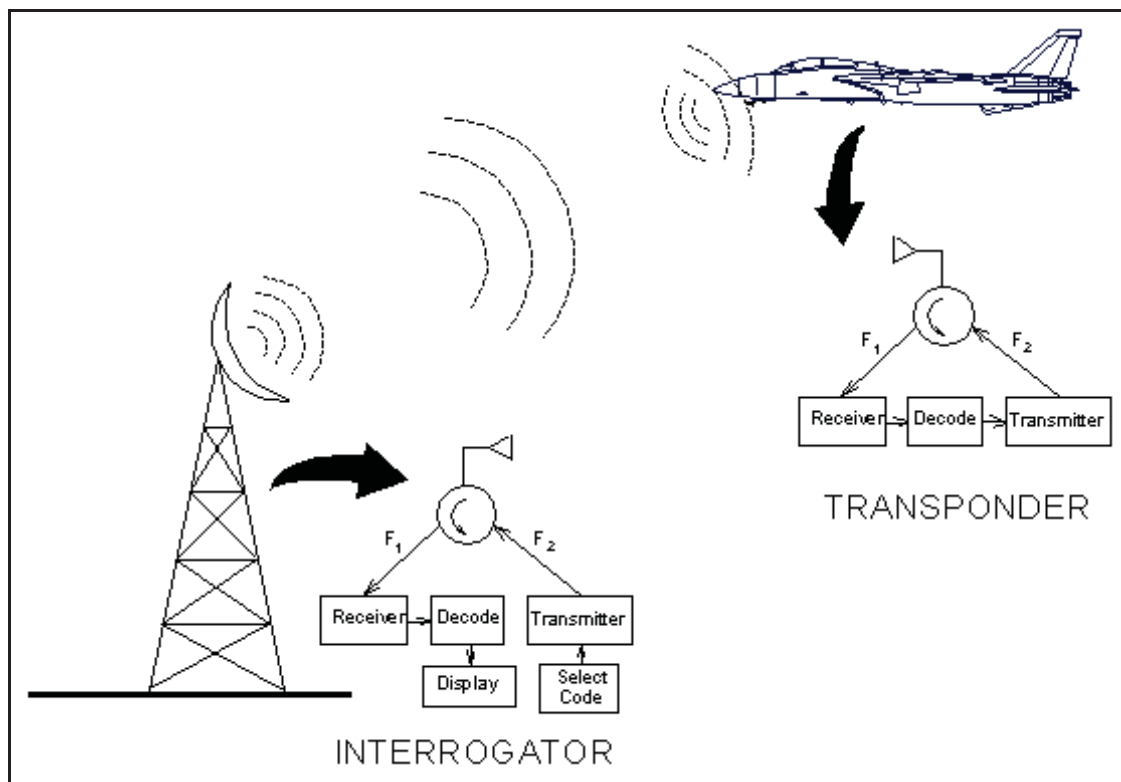 F1
F2
Receiver
Decode
Transmitter
TRANSPONDER
F1
F2
Receiver
Decode
Transmitter
Display
Select
Code
INTERROGATOR